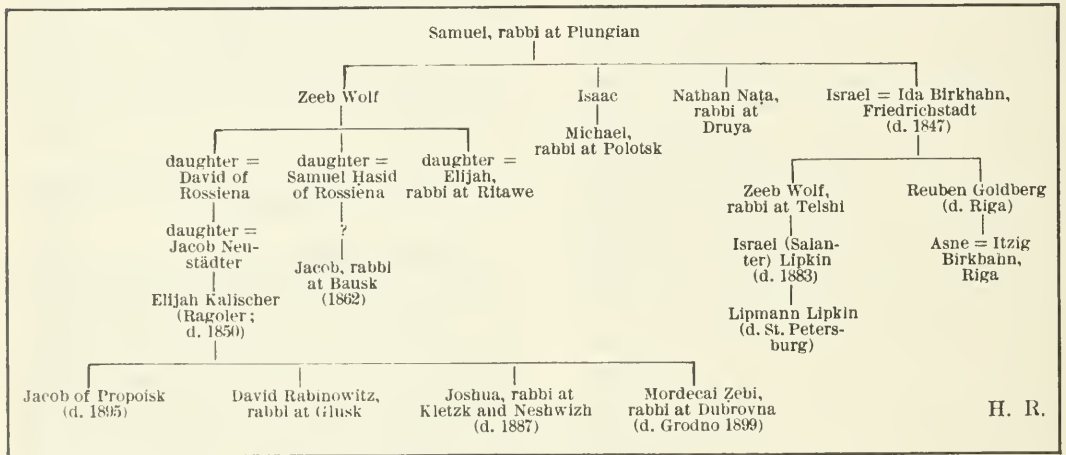 Samuel, rabbi at Plungian
Zeeb Wolf
Isaac
Michael,
rabbi at Polotsk
Nathan Naṭa,
rabbi at
Druya
Israel = Ida Birkhahn,
Friedrichstadt
(d. 1847)
daughter =
David of
Rossiena
daughter =
Samuel Ḥasid
of Rossiena
daughter =
Elijah,
rabbi at Ritawe
Zeeb Wolf,
rabbi at Telshi
Reuben Goldberg
(d. Riga)
daughter =
Jacob Neu-
städter
?
Jacob, rabbi
at Bausk
(1862)
Israel (Salan-
ter) Lipkin
(d. 1883)
Asne = Itzig
Birkhahn,
Riga
Elijah Kalischer
(Ragoler;
d. 1850)
Lipmann Lipkin
(d. St. Peters-
burg)
Jacob of Propoisk
(d. 1895)
David Rabinowitz,
rabbi at Glusk
Joshua, rabbi at
Kletzk and Neshwizh
(d. 1887)
Mordecai Ẓebi,
rabbi at Dubrovna
(d. Grodno 1899)
H. R.